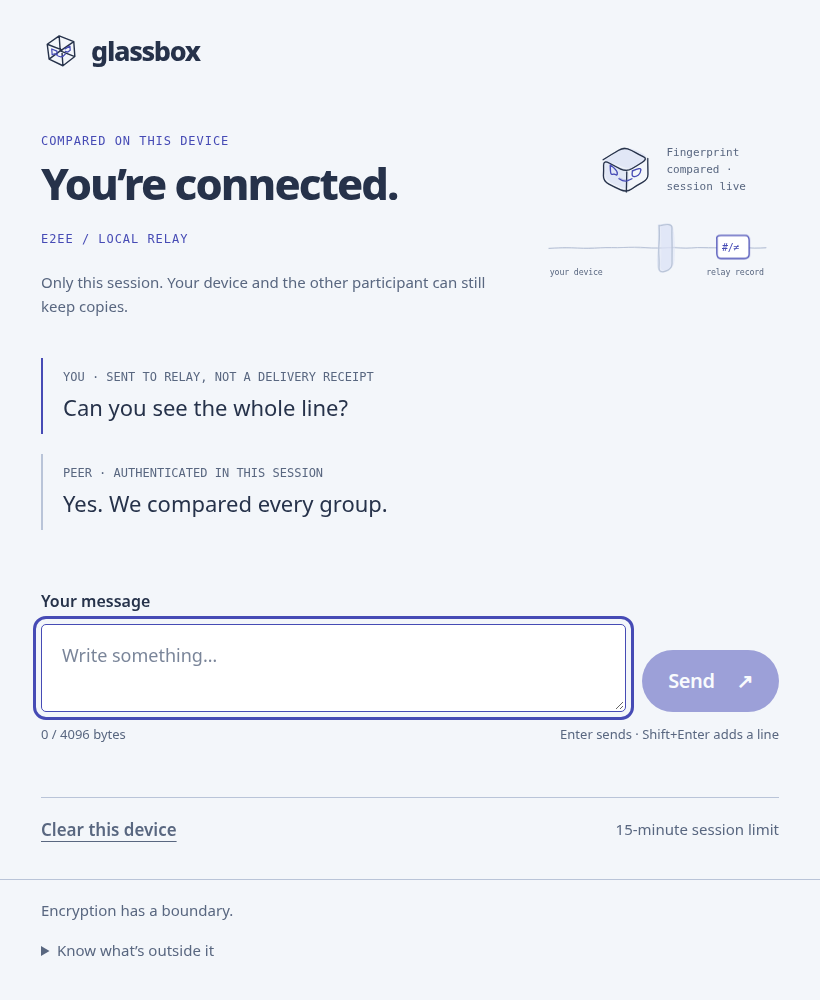 glassbox
COMPARED ON THIS DEVICE
You’re connected.
E2EE / LOCAL RELAY
Only this session. Your device and the other participant can still
keep copies.
Fingerprint
compared ·
session live
#/≠
your device
relay record
YOU · SENT TO RELAY, NOT A DELIVERY RECEIPT
Can you see the whole line?
PEER · AUTHENTICATED IN THIS SESSION
Yes. We compared every group.
Your message
Write something…
Send ↗
0 / 4096 bytes
Enter sends · Shift+Enter adds a line
Clear this device
15-minute session limit
Encryption has a boundary.
Know what’s outside it